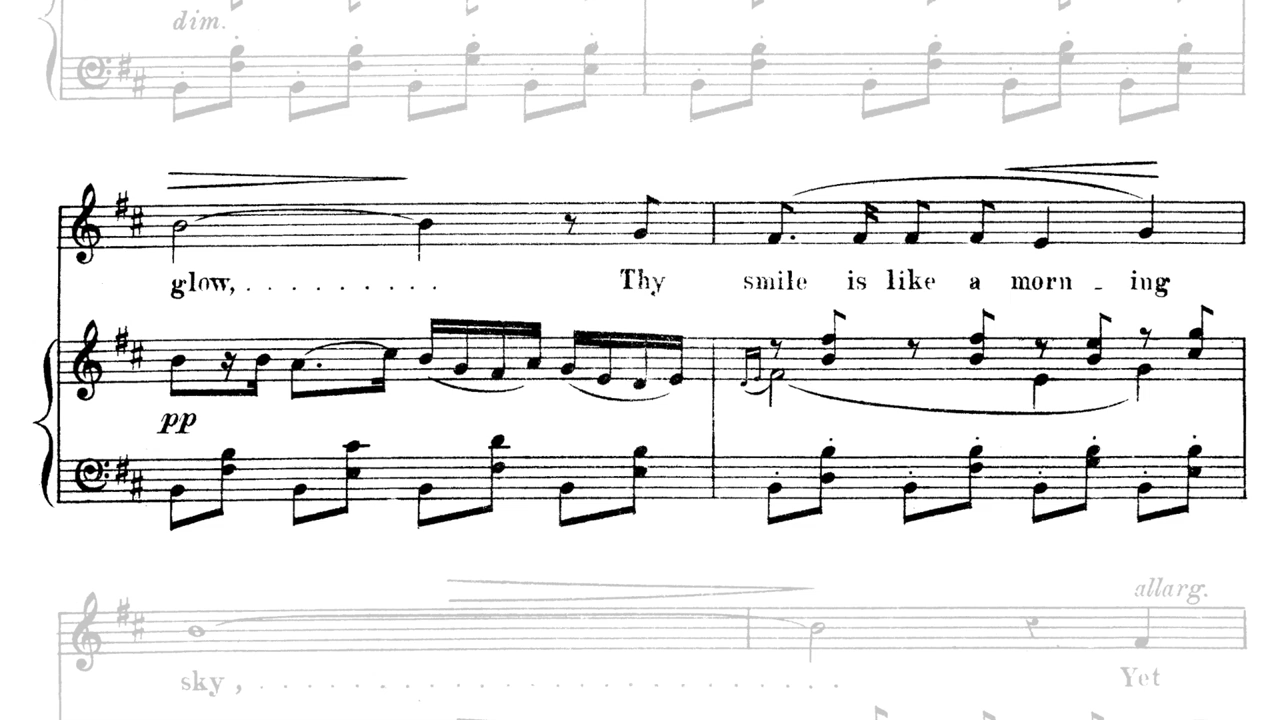 dim.
glow, . . . . . . . . . Thy smile is like a morn - ing
pp
allarg.
sky , . . . . . . . . . . . . . . . . . . . . . . . . . . Yet